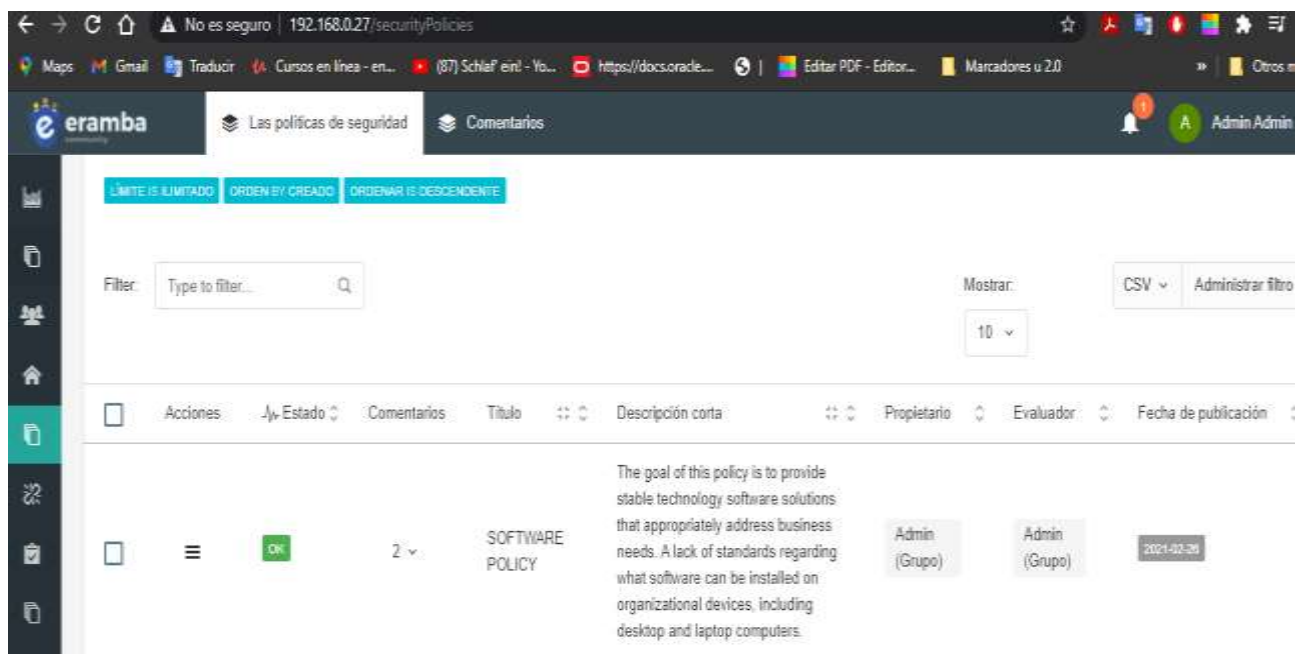 No es seguro | 192.168.0.27/securityPolicies
Maps Gmail Traducir Cursos en línea - en... (87) Schlaf' ein! - Yo... https://docs.oracle.... | Editar PDF - Editor... Marcadores u 2.0 » Otros m
eramba Las políticas de seguridad Comentarios 1 A Admin Admin
community
LÍMITE IS ILIMITADO ORDEN BY CREADO ORDENAR IS DESCENDENTE
Filter: Type to filter... Mostrar: CSV Administrar filtro
10
Acciones Estado Comentarios Título Descripción corta Propietario Evaluador Fecha de publicación
The goal of this policy is to provide
stable technology software solutions
that appropriately address business
needs. A lack of standards regarding
what software can be installed on
organizational devices, including
desktop and laptop computers.
OK 2 SOFTWARE
POLICY
Admin
(Grupo)
Admin
(Grupo)
2021-02-26